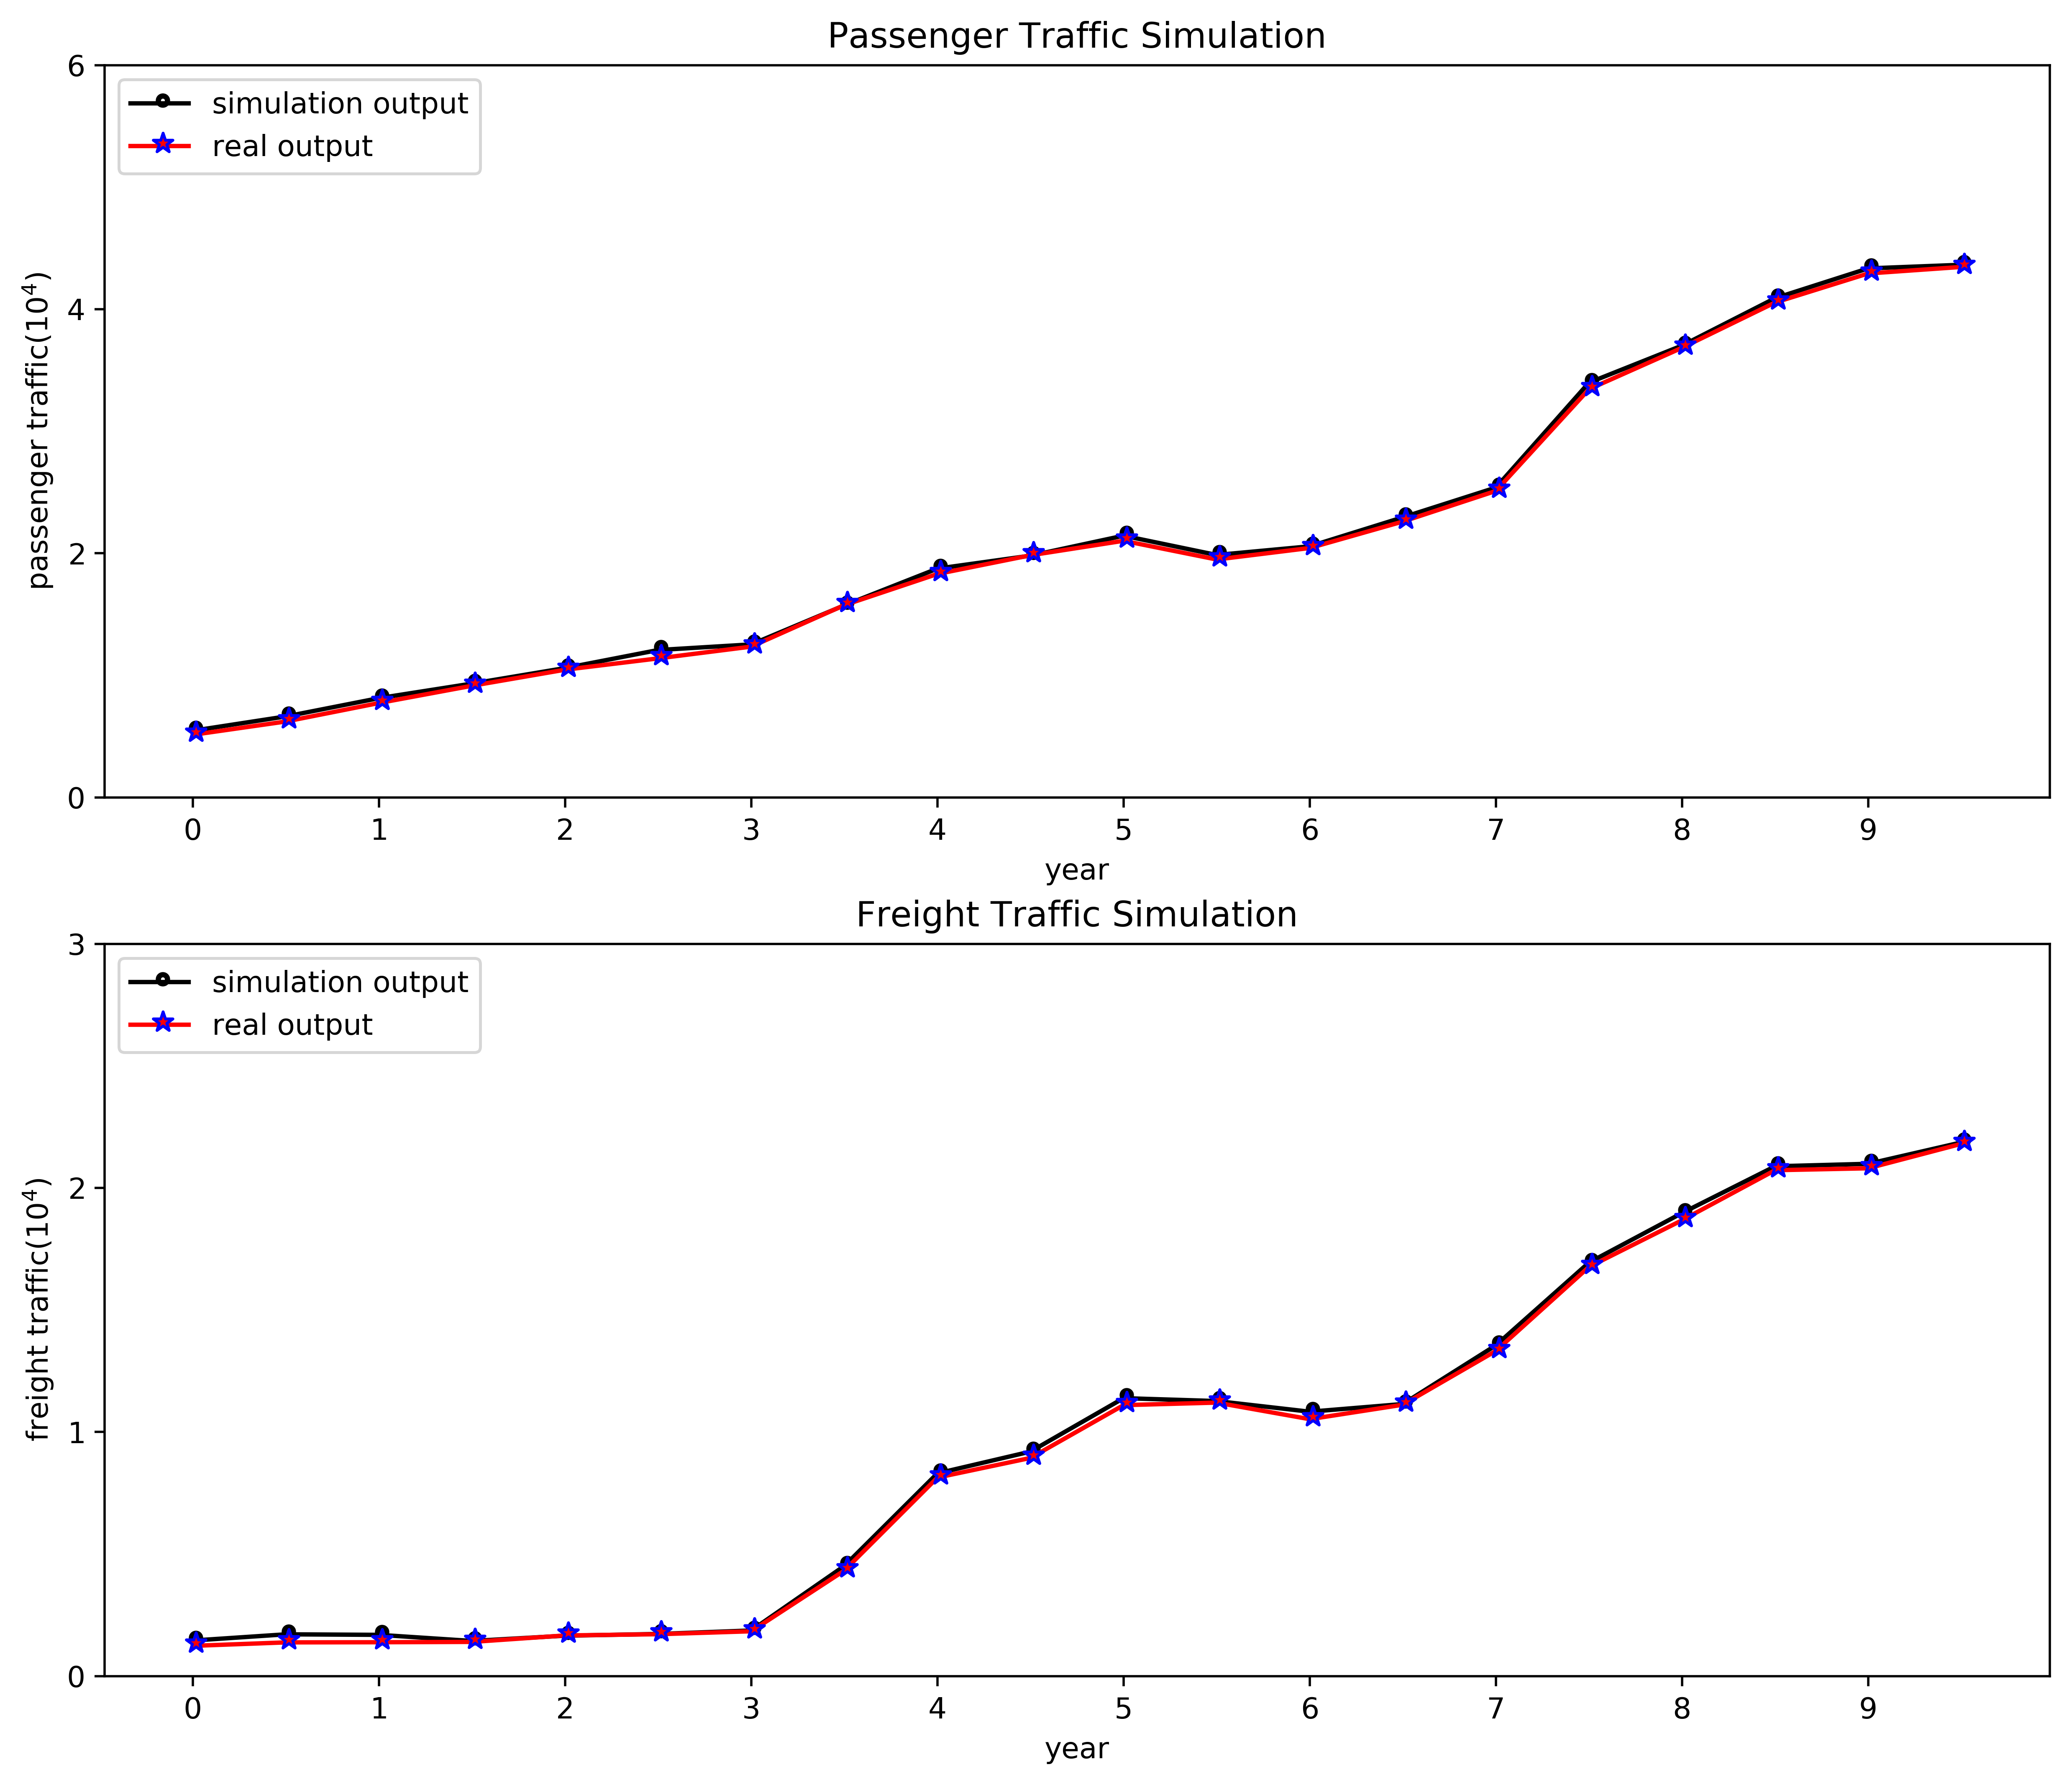 Passenger Traffic Simulation
6
simulation output
real output
4
2
0
passenger traffic(10⁴)
0 1 2 3 4 5 6 7 8 9
year
Freight Traffic Simulation
3
simulation output
real output
2
1
0
freight traffic(10⁴)
0 1 2 3 4 5 6 7 8 9
year